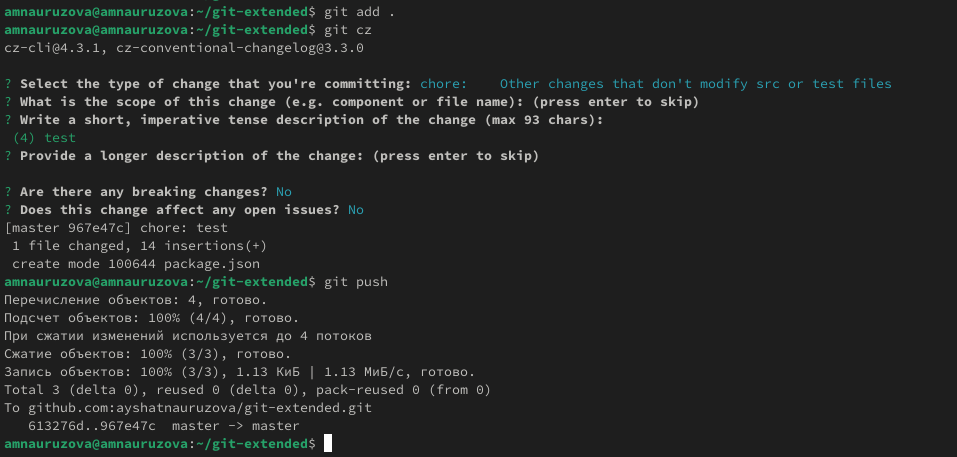 amnauruzova@amnauruzova:~/git-extended$ git add .
amnauruzova@amnauruzova:~/git-extended$ git cz
cz-cli@4.3.1, cz-conventional-changelog@3.3.0
? Select the type of change that you're committing: chore:    Other changes that don't modify src or test files
? What is the scope of this change (e.g. component or file name): (press enter to skip)
? Write a short, imperative tense description of the change (max 93 chars):
 (4) test
? Provide a longer description of the change: (press enter to skip)
? Are there any breaking changes? No
? Does this change affect any open issues? No
[master 967e47c] chore: test
 1 file changed, 14 insertions(+)
 create mode 100644 package.json
amnauruzova@amnauruzova:~/git-extended$ git push
Перечисление объектов: 4, готово.
Подсчет объектов: 100% (4/4), готово.
При сжатии изменений используется до 4 потоков
Сжатие объектов: 100% (3/3), готово.
Запись объектов: 100% (3/3), 1.13 КиБ | 1.13 МиБ/с, готово.
Total 3 (delta 0), reused 0 (delta 0), pack-reused 0 (from 0)
To github.com:ayshatnauruzova/git-extended.git
   613276d..967e47c  master -> master
amnauruzova@amnauruzova:~/git-extended$